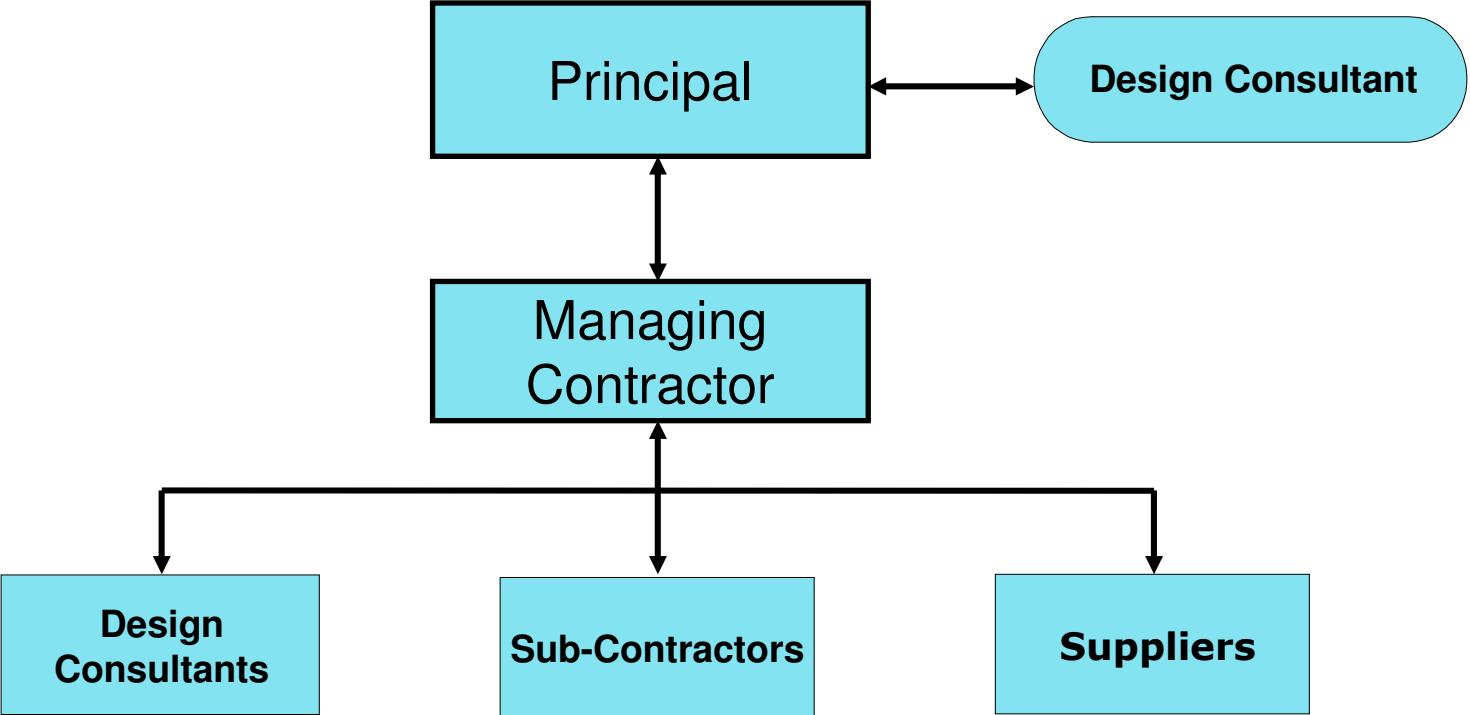 Principal
Design Consultant
Managing
Contractor
Design
Consultants
Sub-Contractors
Suppliers